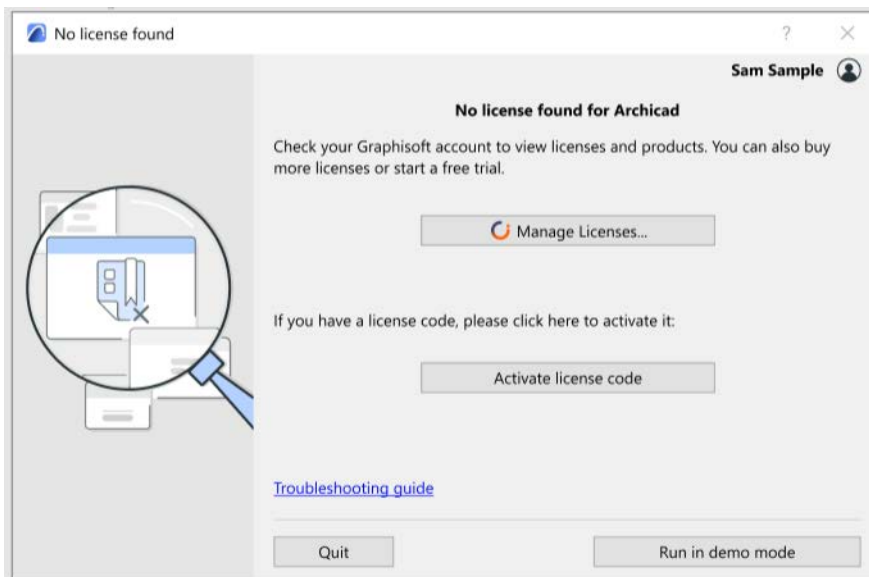 No license found
?
Sam Sample
No license found for Archicad
Check your Graphisoft account to view licenses and products. You can also buy
more licenses or start a free trial.
Manage Licenses...
If you have a license code, please click here to activate it:
Activate license code
Troubleshooting guide
Quit
Run in demo mode